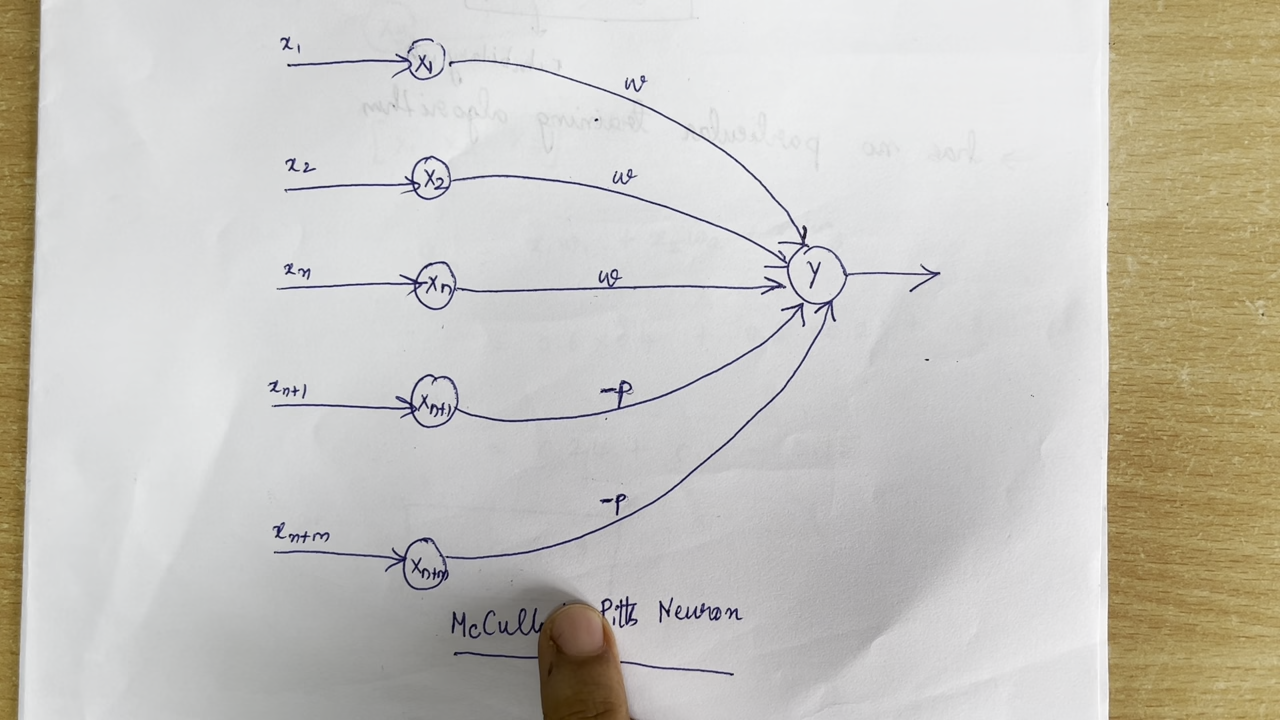 x₁ X₁ w
x₂ X₂ w
xₙ Xₙ w Y
xₙ₊₁ Xₙ₊₁ -p
xₙ₊ₘ Xₙ₊ₘ -p
Pitts Neuron